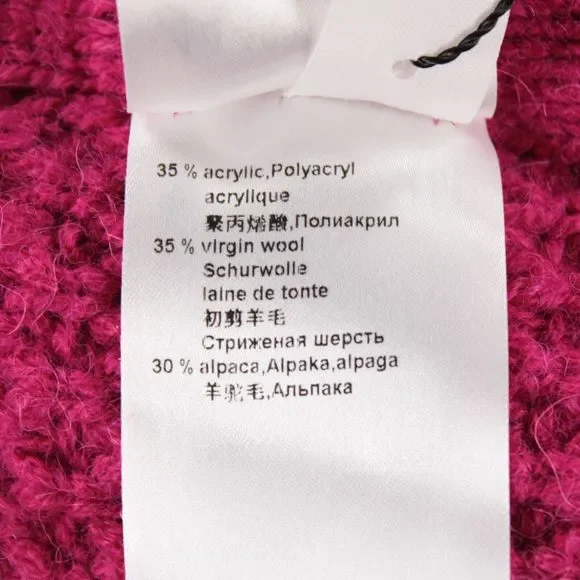 35 % acrylic,Polyacryl
acrylique
聚丙烯酸,Полиакрил
35 % virgin wool
Schurwolle
laine de tonte
初剪羊毛
Стриженая шерсть
30 % alpaca,Alpaka,alpaga
羊驼毛,Альпака